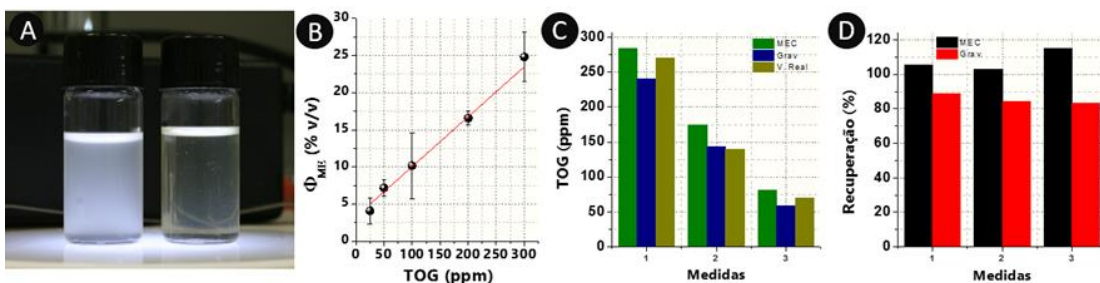 A
B
Φ_ME (% v/v)
30
25
20
15
10
5
0
0 50 100 150 200 250 300
TOG (ppm)
C
TOG (ppm)
300
250
200
150
100
50
0
MEC
Grav
V. Real
1 2 3
Medidas
D
Recuperação (%)
120
100
80
60
40
20
0
MEC
Grav.
1 2 3
Medidas